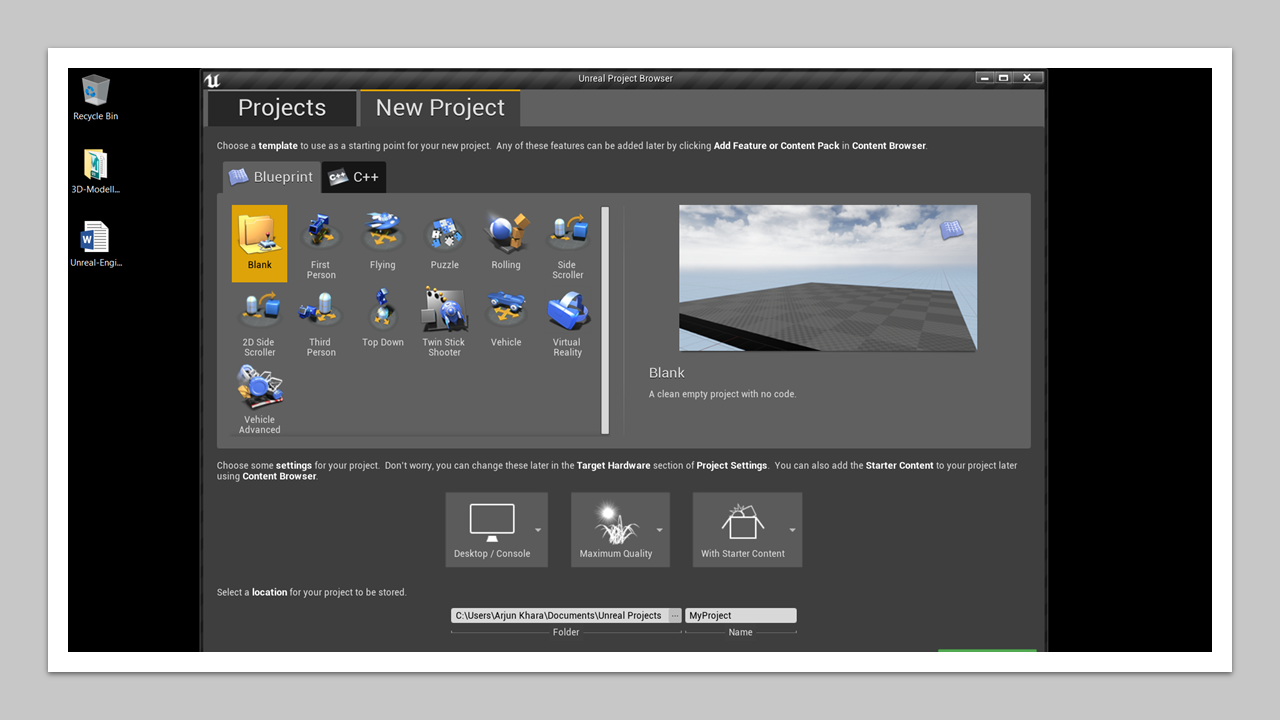 Unreal Project Browser
Recycle Bin
3D-Modell...
Unreal-Engi...
Projects
New Project
Choose a template to use as a starting point for your new project. Any of these features can be added later by clicking Add Feature or Content Pack in Content Browser.
Blueprint
C++
C++
Blank
First
Person
Flying
Puzzle
Rolling
Side
Scroller
2D Side
Scroller
Third
Person
Top Down
Twin Stick
Shooter
Vehicle
Virtual
Reality
Vehicle
Advanced
Blank
A clean empty project with no code.
Choose some settings for your project. Don't worry, you can change these later in the Target Hardware section of Project Settings. You can also add the Starter Content to your project later
using Content Browser.
Desktop / Console
Maximum Quality
With Starter Content
Select a location for your project to be stored.
C:\Users\Arjun Khara\Documents\Unreal Projects
...
MyProject
Folder
Name